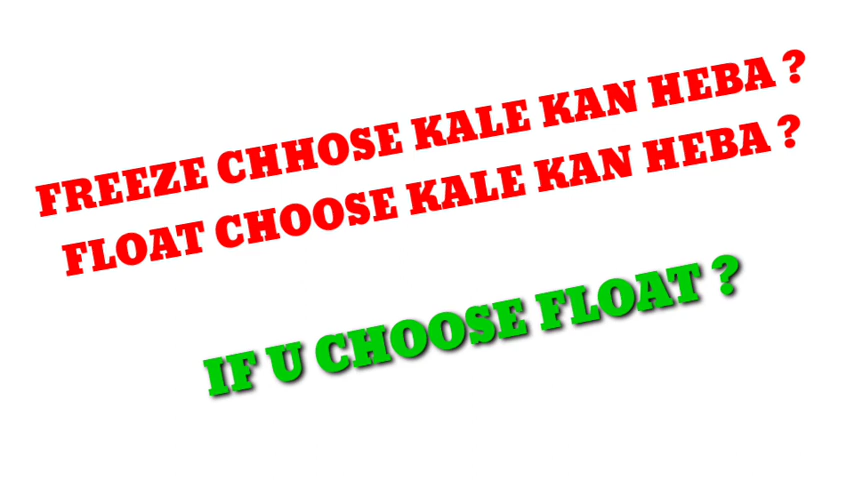 FREEZE CHHOSE KALE KAN HEBA ?
FLOAT CHOOSE KALE KAN HEBA ?
IF U CHOOSE FLOAT ?